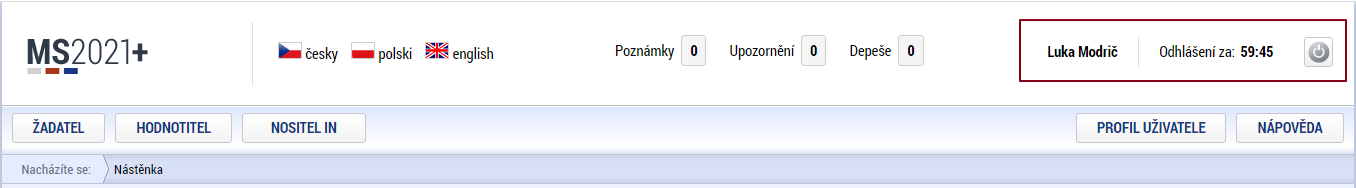 MS2021+ česky polski english Poznámky 0 Upozornění 0 Depeše 0 Luka Modrič Odhlášení za: 59:45
ŽADATEL HODNOTITEL NOSITEL IN PROFIL UŽIVATELE NÁPOVĚDA
Nacházíte se: Nástěnka